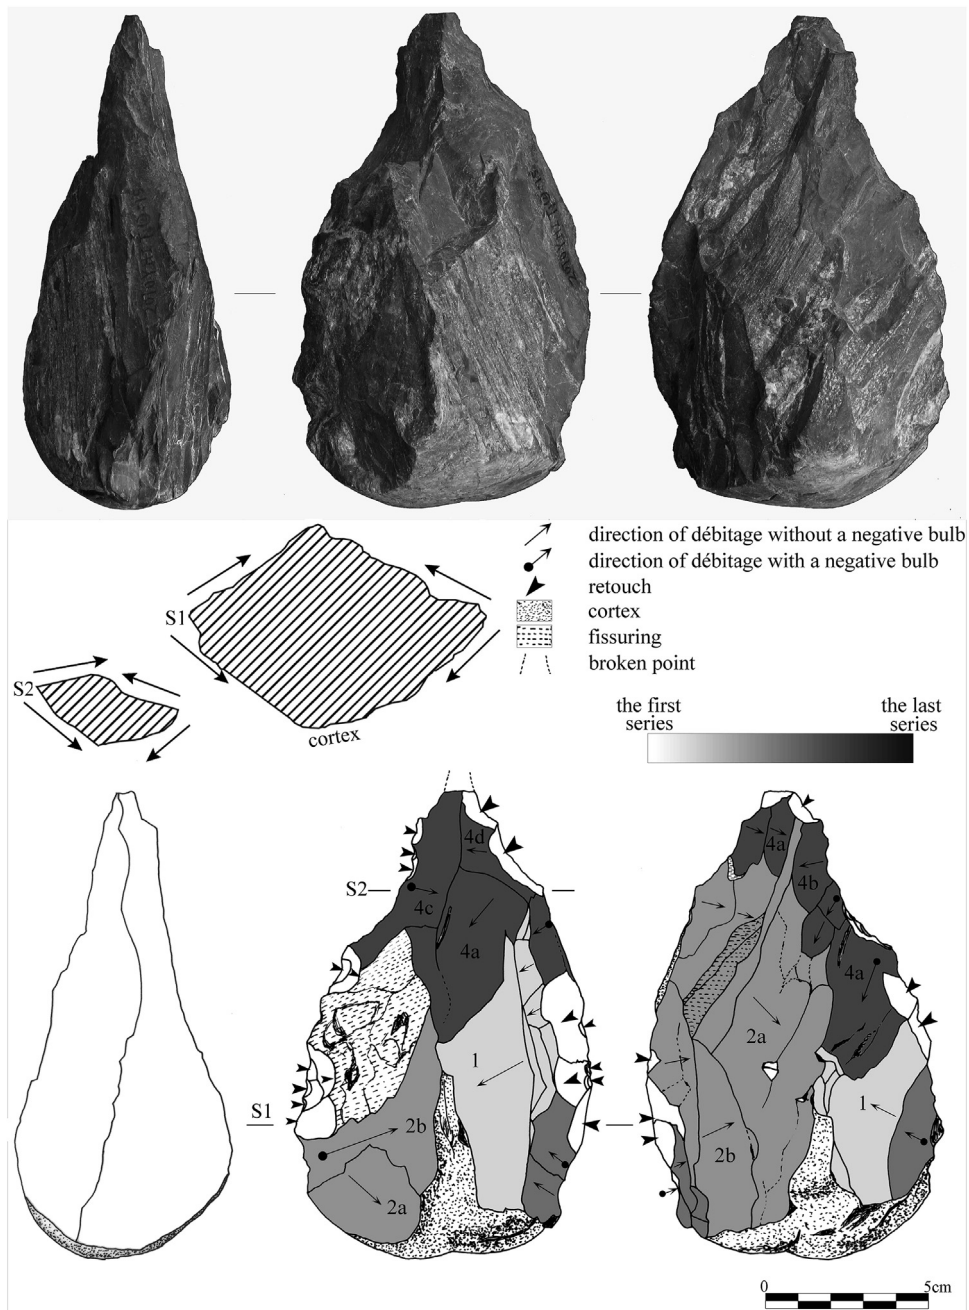 direction of débitage without a negative bulb
direction of débitage with a negative bulb
retouch
cortex
fissuring
broken point
S1
S2
cortex
the first
series
the last
series
4d
S2
4c
4a
1
S1
2b
2a
4a
4b
4a
2a
1
2b
0
5cm